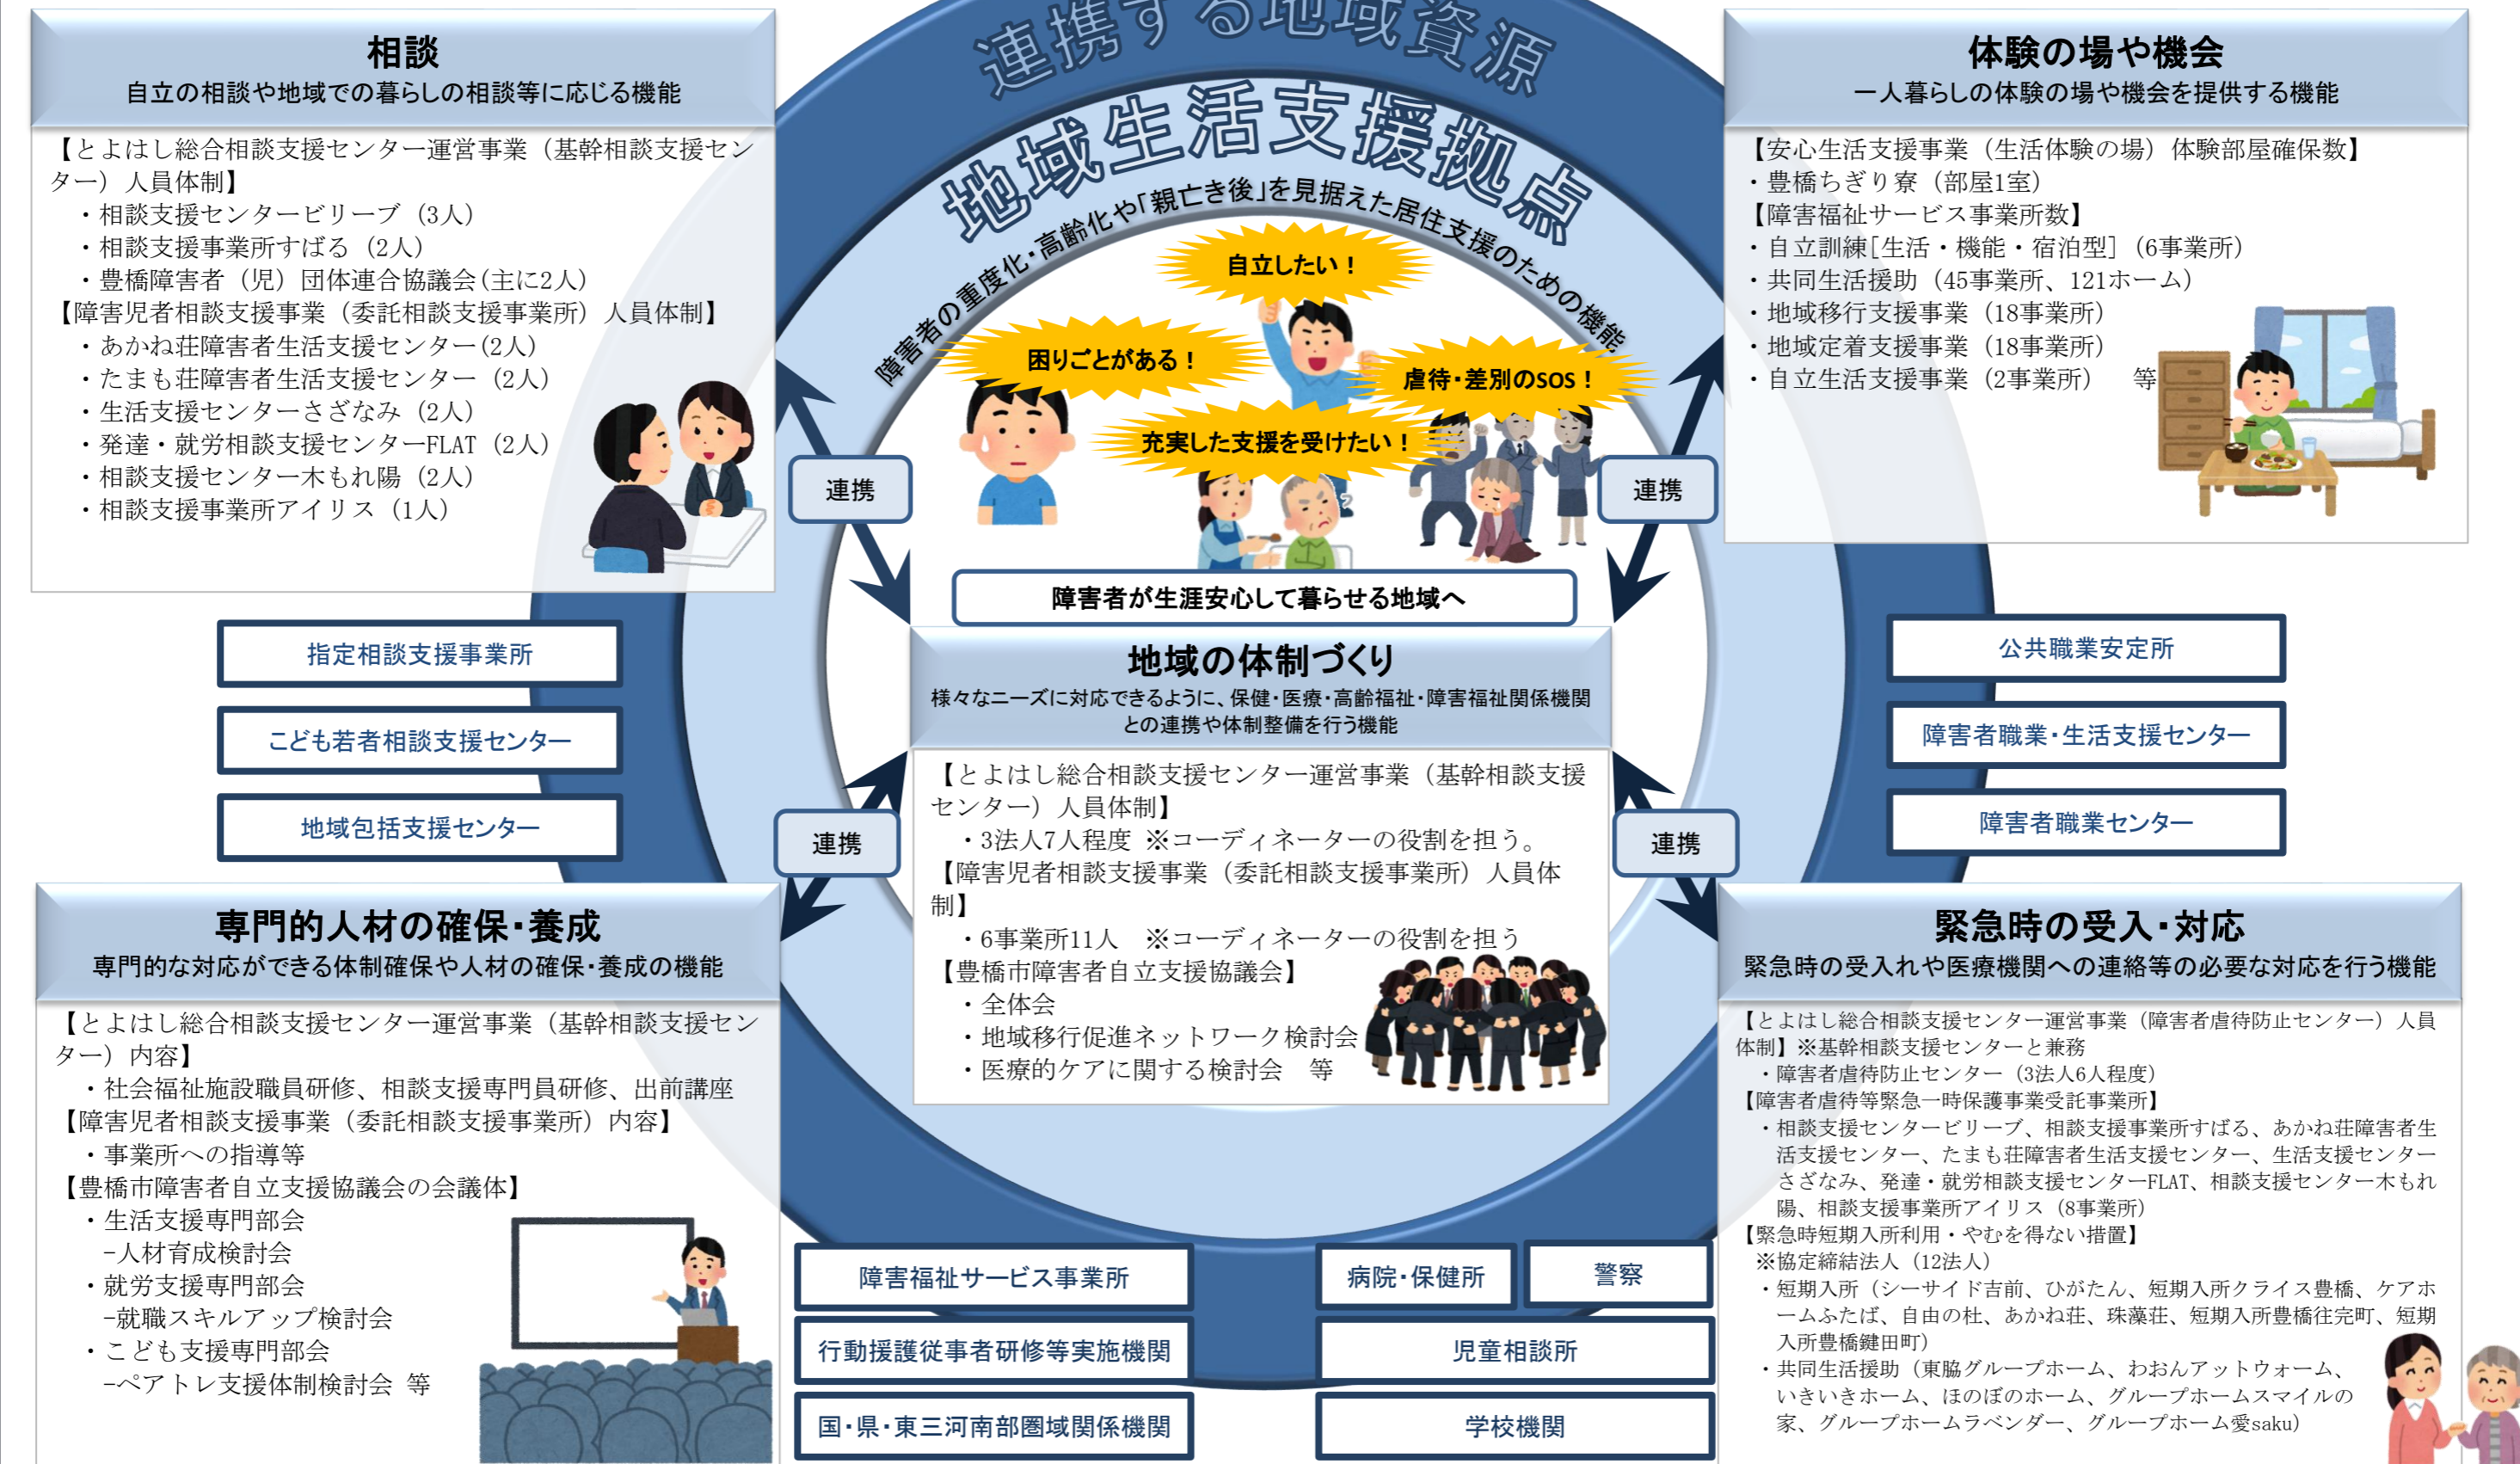 連携する地域資源
地域生活支援拠点
障害者の重度化・高齢化や「親亡き後」を見据えた居住支援のための機能
相談
自立の相談や地域での暮らしの相談等に応じる機能
【とよはし総合相談支援センター運営事業（基幹相談支援セン
ター）人員体制】
・相談支援センタービリーブ（3人）
・相談支援事業所すばる（2人）
・豊橋障害者（児）団体連合協議会(主に2人）
【障害児者相談支援事業（委託相談支援事業所）人員体制】
・あかね荘障害者生活支援センター(2人）
・たまも荘障害者生活支援センター（2人）
・生活支援センターさざなみ（2人）
・発達・就労相談支援センターFLAT（2人）
・相談支援センター木もれ陽（2人）
・相談支援事業所アイリス（1人）
体験の場や機会
一人暮らしの体験の場や機会を提供する機能
【安心生活支援事業（生活体験の場）体験部屋確保数】
・豊橋ちぎり寮（部屋1室）
【障害福祉サービス事業所数】
・自立訓練[生活・機能・宿泊型]（6事業所）
・共同生活援助（45事業所、121ホーム）
・地域移行支援事業（18事業所）
・地域定着支援事業（18事業所）
・自立生活支援事業（2事業所）　等
自立したい！
困りごとがある！
虐待・差別のSOS！
充実した支援を受けたい！
連携
連携
障害者が生涯安心して暮らせる地域へ
指定相談支援事業所
こども若者相談支援センター
地域包括支援センター
公共職業安定所
障害者職業・生活支援センター
障害者職業センター
地域の体制づくり
様々なニーズに対応できるように、保健・医療・高齢福祉・障害福祉関係機関
との連携や体制整備を行う機能
【とよはし総合相談支援センター運営事業（基幹相談支援
センター）人員体制】
・3法人7人程度 ※コーディネーターの役割を担う。
【障害児者相談支援事業（委託相談支援事業所）人員体
制】
・6事業所11人　※コーディネーターの役割を担う
【豊橋市障害者自立支援協議会】
・全体会
・地域移行促進ネットワーク検討会
・医療的ケアに関する検討会　等
連携
連携
専門的人材の確保・養成
専門的な対応ができる体制確保や人材の確保・養成の機能
【とよはし総合相談支援センター運営事業（基幹相談支援セン
ター）内容】
・社会福祉施設職員研修、相談支援専門員研修、出前講座
【障害児者相談支援事業（委託相談支援事業所）内容】
・事業所への指導等
【豊橋市障害者自立支援協議会の会議体】
・生活支援専門部会
-人材育成検討会
・就労支援専門部会
-就職スキルアップ検討会
・こども支援専門部会
-ペアトレ支援体制検討会 等
緊急時の受入・対応
緊急時の受入れや医療機関への連絡等の必要な対応を行う機能
【とよはし総合相談支援センター運営事業（障害者虐待防止センター）人員
体制】※基幹相談支援センターと兼務
・障害者虐待防止センター（3法人6人程度）
【障害者虐待等緊急一時保護事業受託事業所】
・相談支援センタービリーブ、相談支援事業所すばる、あかね荘障害者生
活支援センター、たまも荘障害者生活支援センター、生活支援センター
さざなみ、発達・就労相談支援センターFLAT、相談支援センター木もれ
陽、相談支援事業所アイリス（8事業所）
【緊急時短期入所利用・やむを得ない措置】
※協定締結法人（12法人）
・短期入所（シーサイド吉前、ひがたん、短期入所クライス豊橋、ケアホ
ームふたば、自由の杜、あかね荘、珠藻荘、短期入所豊橋往完町、短期
入所豊橋鍵田町）
・共同生活援助（東脇グループホーム、わおんアットウォーム、
いきいきホーム、ほのぼのホーム、グループホームスマイルの
家、グループホームラベンダー、グループホーム愛saku）
障害福祉サービス事業所
行動援護従事者研修等実施機関
国・県・東三河南部圏域関係機関
病院・保健所
警察
児童相談所
学校機関